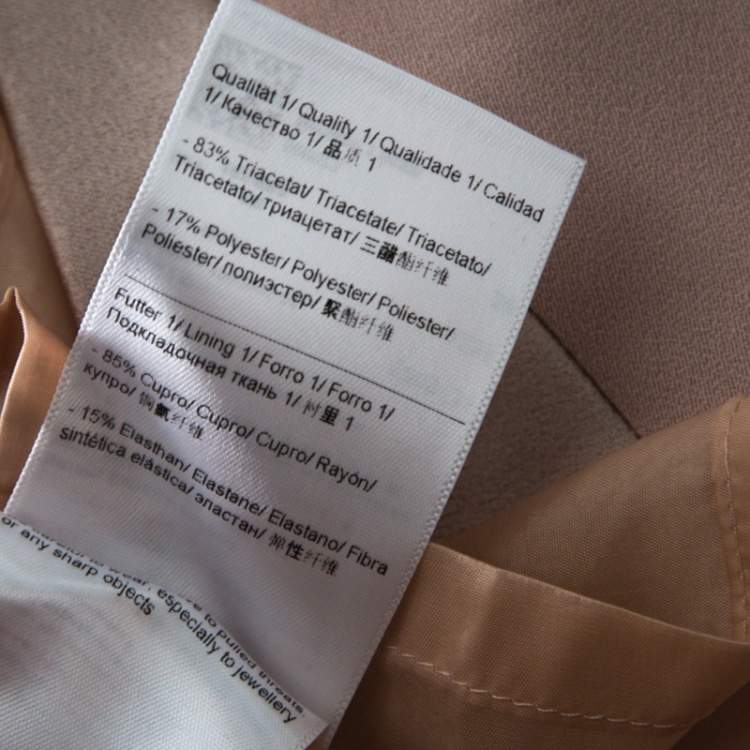 Qualität 1/ Quality 1/ Qualidade 1/ Calidad
1/ Качество 1/ 品质 1
- 83% Triacetat/ Triacetate/ Triacetato/
Triacetato/ триацетат/ 三醋酯纤维
- 17% Polyester/ Polyester/ Poliester/
Poliester/ полиэстер/ 聚酯纤维
Futter 1/ Lining 1/ Forro 1/ Forro 1/
Подкладочная ткань 1/ 衬里 1
- 85% Cupro/ Cupro/ Cupro/ Rayón/
купро/ 铜氨纤维
- 15% Elasthan/ Elastane/ Elastano/ Fibra
sintética elástica/ эластан/ 弹性纤维
to pulled threads
or any sharp objects especially to jewellery